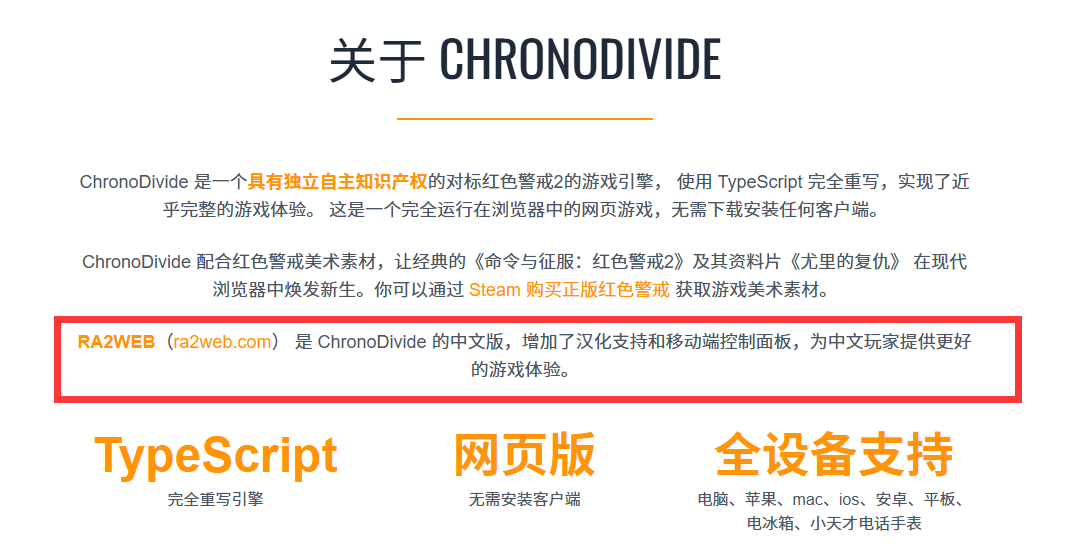 关于 CHRONODIVIDE
ChronoDivide 是一个具有独立自主知识产权的对标红色警戒2的游戏引擎， 使用 TypeScript 完全重写，实现了近
乎完整的游戏体验。 这是一个完全运行在浏览器中的网页游戏，无需下载安装任何客户端。
ChronoDivide 配合红色警戒美术素材，让经典的《命令与征服：红色警戒2》及其资料片《尤里的复仇》 在现代
浏览器中焕发新生。你可以通过 Steam 购买正版红色警戒 获取游戏美术素材。
RA2WEB（ra2web.com） 是 ChronoDivide 的中文版，增加了汉化支持和移动端控制面板，为中文玩家提供更好
的游戏体验。
TypeScript
完全重写引擎
网页版
无需安装客户端
全设备支持
电脑、苹果、mac、ios、安卓、平板、
电冰箱、小天才电话手表